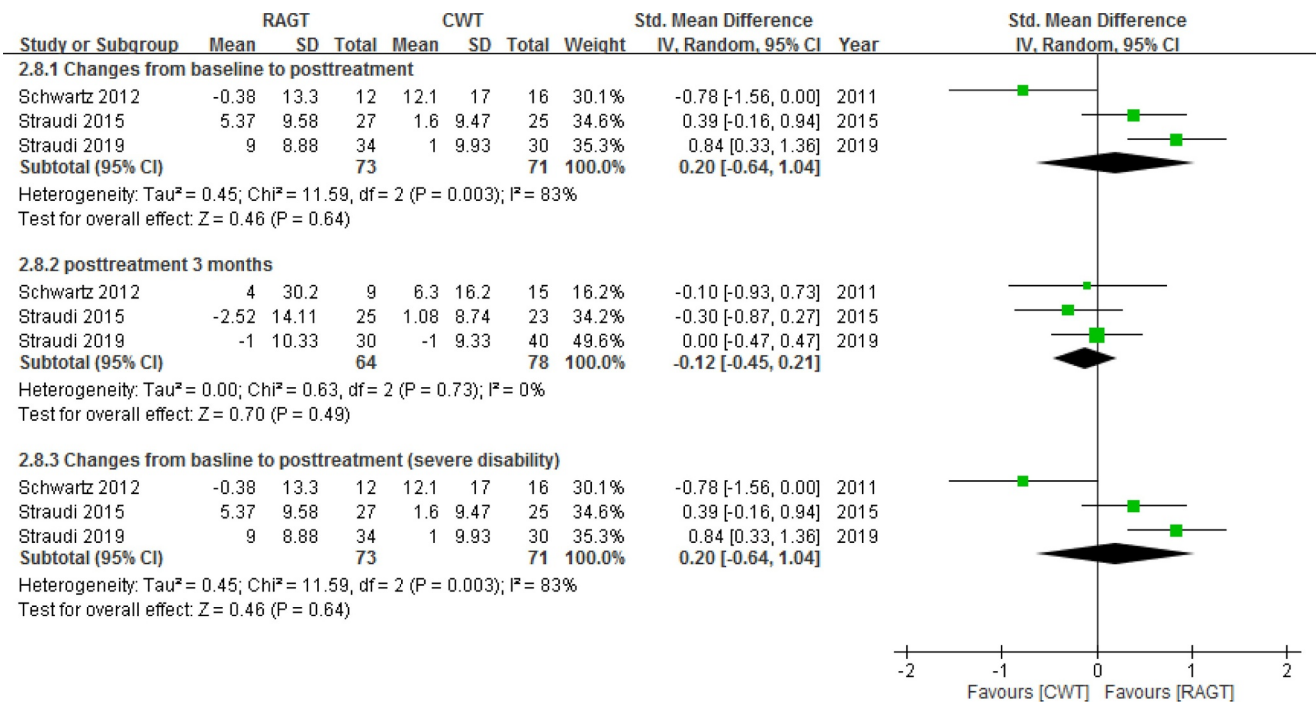 RAGT CWT Std. Mean Difference Std. Mean Difference
Study or Subgroup Mean SD Total Mean SD Total Weight IV, Random, 95% CI Year IV, Random, 95% CI
2.8.1 Changes from baseline to posttreatment
Schwartz 2012 -0.38 13.3 12 12.1 17 16 30.1% -0.78 [-1.56, 0.00] 2011
Straudi 2015 5.37 9.58 27 1.6 9.47 25 34.6% 0.39 [-0.16, 0.94] 2015
Straudi 2019 9 8.88 34 1 9.93 30 35.3% 0.84 [0.33, 1.36] 2019
Subtotal (95% CI) 73 71 100.0% 0.20 [-0.64, 1.04]
Heterogeneity: Tau² = 0.45; Chi² = 11.59, df = 2 (P = 0.003); I² = 83%
Test for overall effect: Z = 0.46 (P = 0.64)
2.8.2 posttreatment 3 months
Schwartz 2012 4 30.2 9 6.3 16.2 15 16.2% -0.10 [-0.93, 0.73] 2011
Straudi 2015 -2.52 14.11 25 1.08 8.74 23 34.2% -0.30 [-0.87, 0.27] 2015
Straudi 2019 -1 10.33 30 -1 9.33 40 49.6% 0.00 [-0.47, 0.47] 2019
Subtotal (95% CI) 64 78 100.0% -0.12 [-0.45, 0.21]
Heterogeneity: Tau² = 0.00; Chi² = 0.63, df = 2 (P = 0.73); I² = 0%
Test for overall effect: Z = 0.70 (P = 0.49)
2.8.3 Changes from basline to posttreatment (severe disability)
Schwartz 2012 -0.38 13.3 12 12.1 17 16 30.1% -0.78 [-1.56, 0.00] 2011
Straudi 2015 5.37 9.58 27 1.6 9.47 25 34.6% 0.39 [-0.16, 0.94] 2015
Straudi 2019 9 8.88 34 1 9.93 30 35.3% 0.84 [0.33, 1.36] 2019
Subtotal (95% CI) 73 71 100.0% 0.20 [-0.64, 1.04]
Heterogeneity: Tau² = 0.45; Chi² = 11.59, df = 2 (P = 0.003); I² = 83%
Test for overall effect: Z = 0.46 (P = 0.64)
-2 -1 0 1 2
Favours [CWT] Favours [RAGT]